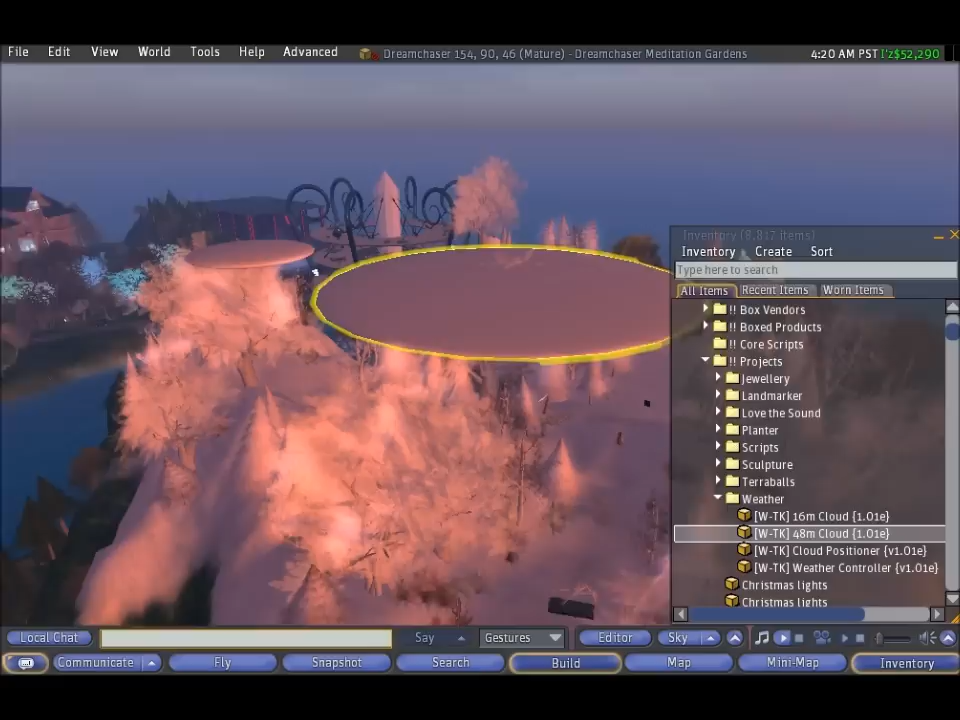 File Edit View World Tools Help Advanced Dreamchaser 154, 90, 46 (Mature) - Dreamchaser Meditation Gardens 4:20 AM PST I'z$52,290
Inventory (8,817 items)
Inventory Create Sort
Type here to search
All Items Recent Items Worn Items
!! Box Vendors
!! Boxed Products
!! Core Scripts
!! Projects
Jewellery
Landmarker
Love the Sound
Planter
Scripts
Sculpture
Terraballs
Weather
[W-TK] 16m Cloud {1.01e}
[W-TK] 48m Cloud {1.01e}
[W-TK] Cloud Positioner {v1.01e}
[W-TK] Weather Controller {v1.01e}
Christmas lights
Christmas lights
Local Chat Say Gestures Editor Sky
Communicate Fly Snapshot Search Build Map Mini-Map Inventory